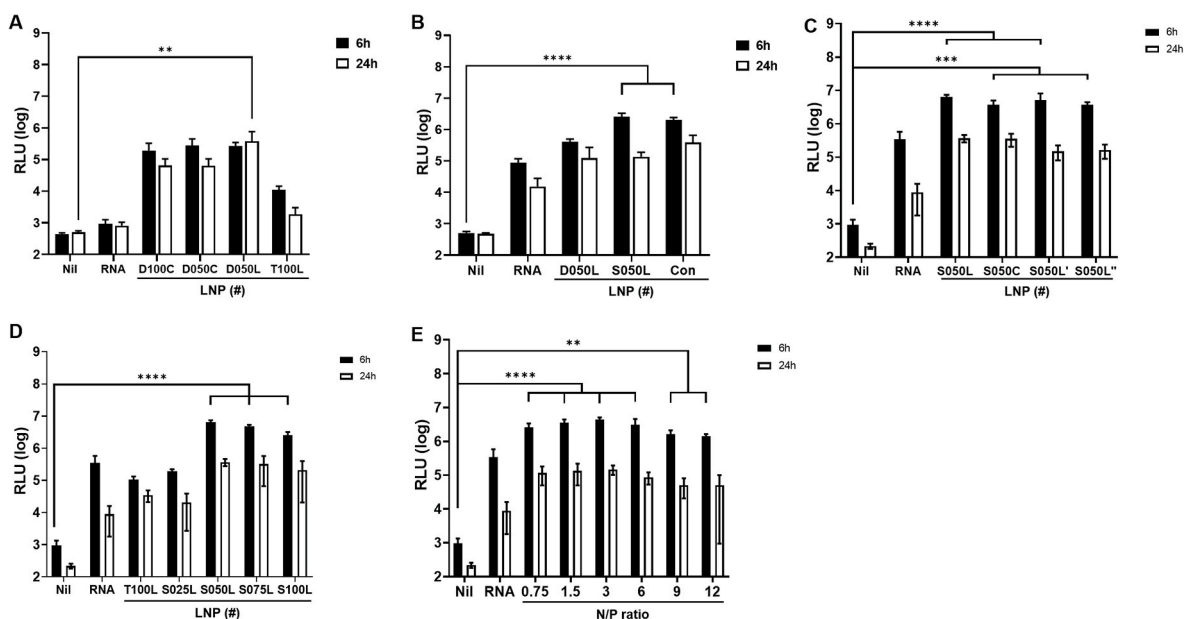 A
**
6h
24h
RLU (log)
9
8
7
6
5
4
3
2
Nil RNA D100C D050C D050L T100L
LNP (#)
B
****
6h
24h
RLU (log)
9
8
7
6
5
4
3
2
Nil RNA D050L S050L Con
LNP (#)
C
****
***
6h
24h
RLU (log)
9
8
7
6
5
4
3
2
Nil RNA S050L S050C S050L' S050L"
LNP (#)
D
****
6h
24h
RLU (log)
9
8
7
6
5
4
3
2
Nil RNA T100L S025L S050L S075L S100L
LNP (#)
E
**
****
6h
24h
RLU (log)
9
8
7
6
5
4
3
2
Nil RNA 0.75 1.5 3 6 9 12
N/P ratio